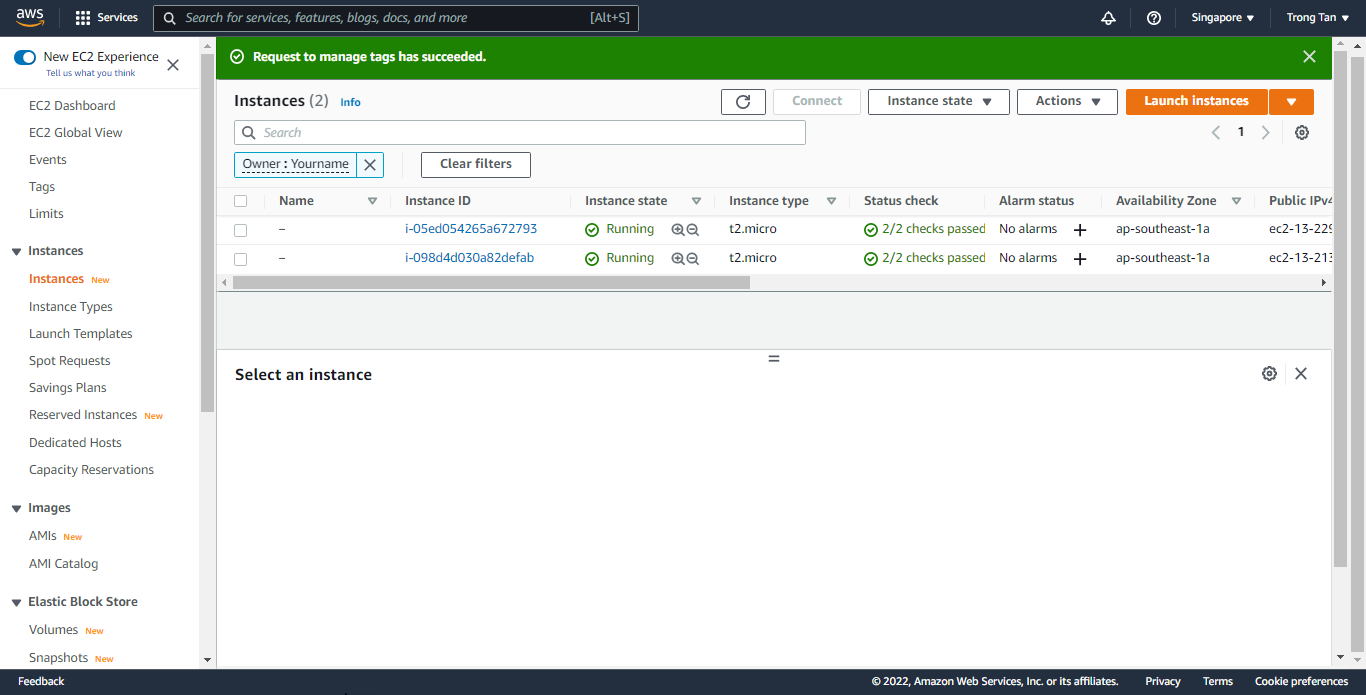 aws Services Search for services, features, blogs, docs, and more [Alt+S] Singapore Trong Tan
New EC2 Experience
Tell us what you think
EC2 Dashboard
EC2 Global View
Events
Tags
Limits
Instances
Instances New
Instance Types
Launch Templates
Spot Requests
Savings Plans
Reserved Instances New
Dedicated Hosts
Capacity Reservations
Images
AMIs New
AMI Catalog
Elastic Block Store
Volumes New
Snapshots New
Request to manage tags has succeeded.
Instances (2) Info Connect Instance state Actions Launch instances
Search 1
Owner : Yourname Clear filters
Name Instance ID Instance state Instance type Status check Alarm status Availability Zone Public IPv4
– i-05ed054265a672793 Running t2.micro 2/2 checks passed No alarms + ap-southeast-1a ec2-13-229
– i-098d4d030a82defab Running t2.micro 2/2 checks passed No alarms + ap-southeast-1a ec2-13-213
Select an instance
Feedback © 2022, Amazon Web Services, Inc. or its affiliates. Privacy Terms Cookie preferences